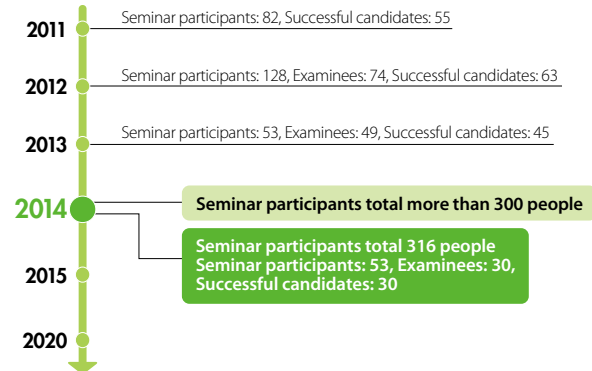 2011
Seminar participants: 82, Successful candidates: 55
2012
Seminar participants: 128, Examinees: 74, Successful candidates: 63
2013
Seminar participants: 53, Examinees: 49, Successful candidates: 45
2014
Seminar participants total more than 300 people
Seminar participants total 316 people
Seminar participants: 53, Examinees: 30,
Successful candidates: 30
2015
2020